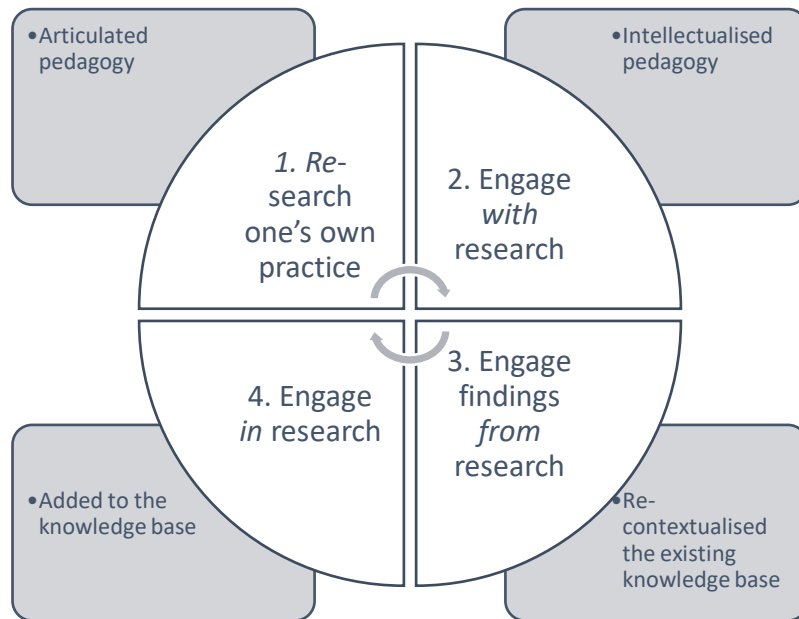 •Articulated
pedagogy
•Intellectualised
pedagogy
1. Re-
search
one's own
practice
2. Engage
with
research
4. Engage
in research
3. Engage
findings
from
research
•Added to the
knowledge base
•Re-
contextualised
the existing
knowledge base